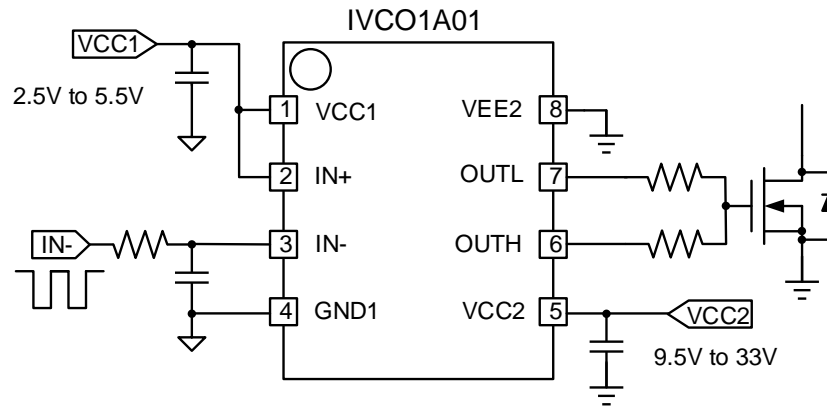 IVCO1A01
VCC1
2.5V to 5.5V
1 VCC1
VEE2 8
2 IN+
OUTL 7
IN-
3 IN-
OUTH 6
4 GND1
VCC2 5
VCC2
9.5V to 33V